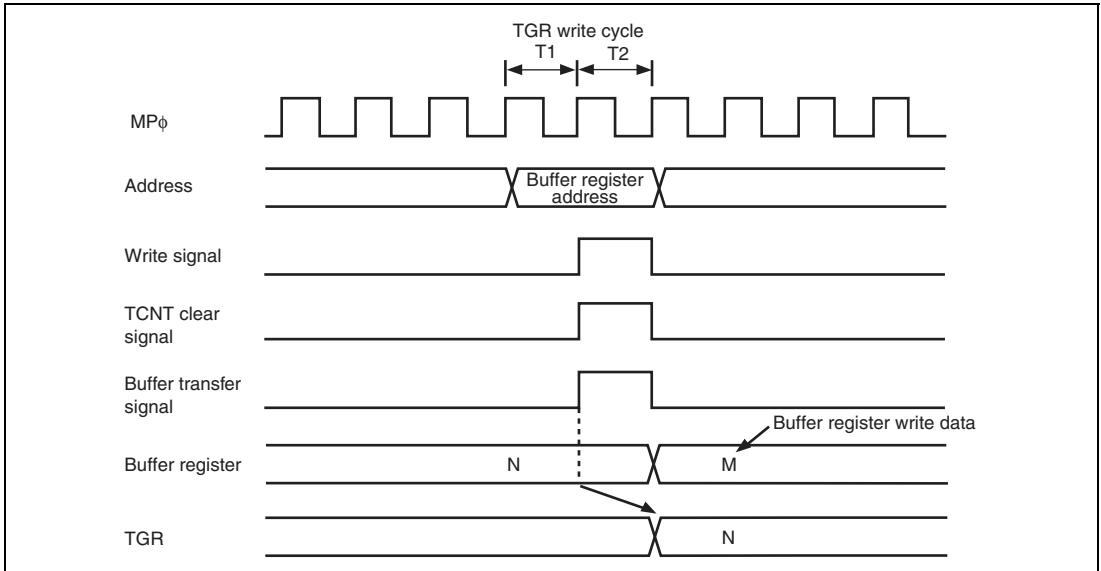 TGR write cycle
T1 T2
MPϕ
Address
Buffer register
address
Write signal
TCNT clear
signal
Buffer transfer
signal
Buffer register write data
Buffer register
N M
TGR
N